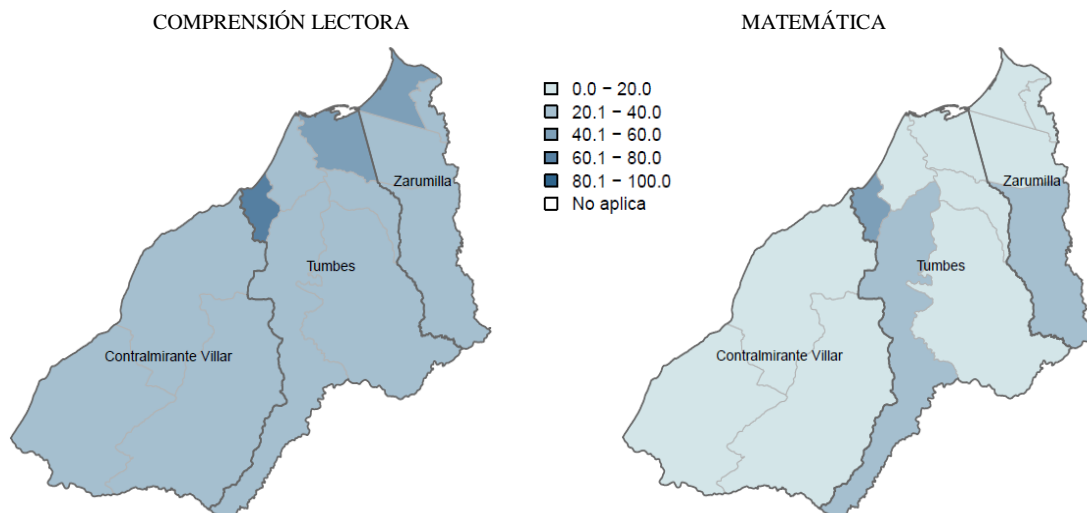 COMPRENSIÓN LECTORA
MATEMÁTICA
0.0 − 20.0
20.1 − 40.0
40.1 − 60.0
60.1 − 80.0
80.1 − 100.0
No aplica
Zarumilla
Tumbes
Contralmirante Villar
Zarumilla
Tumbes
Contralmirante Villar